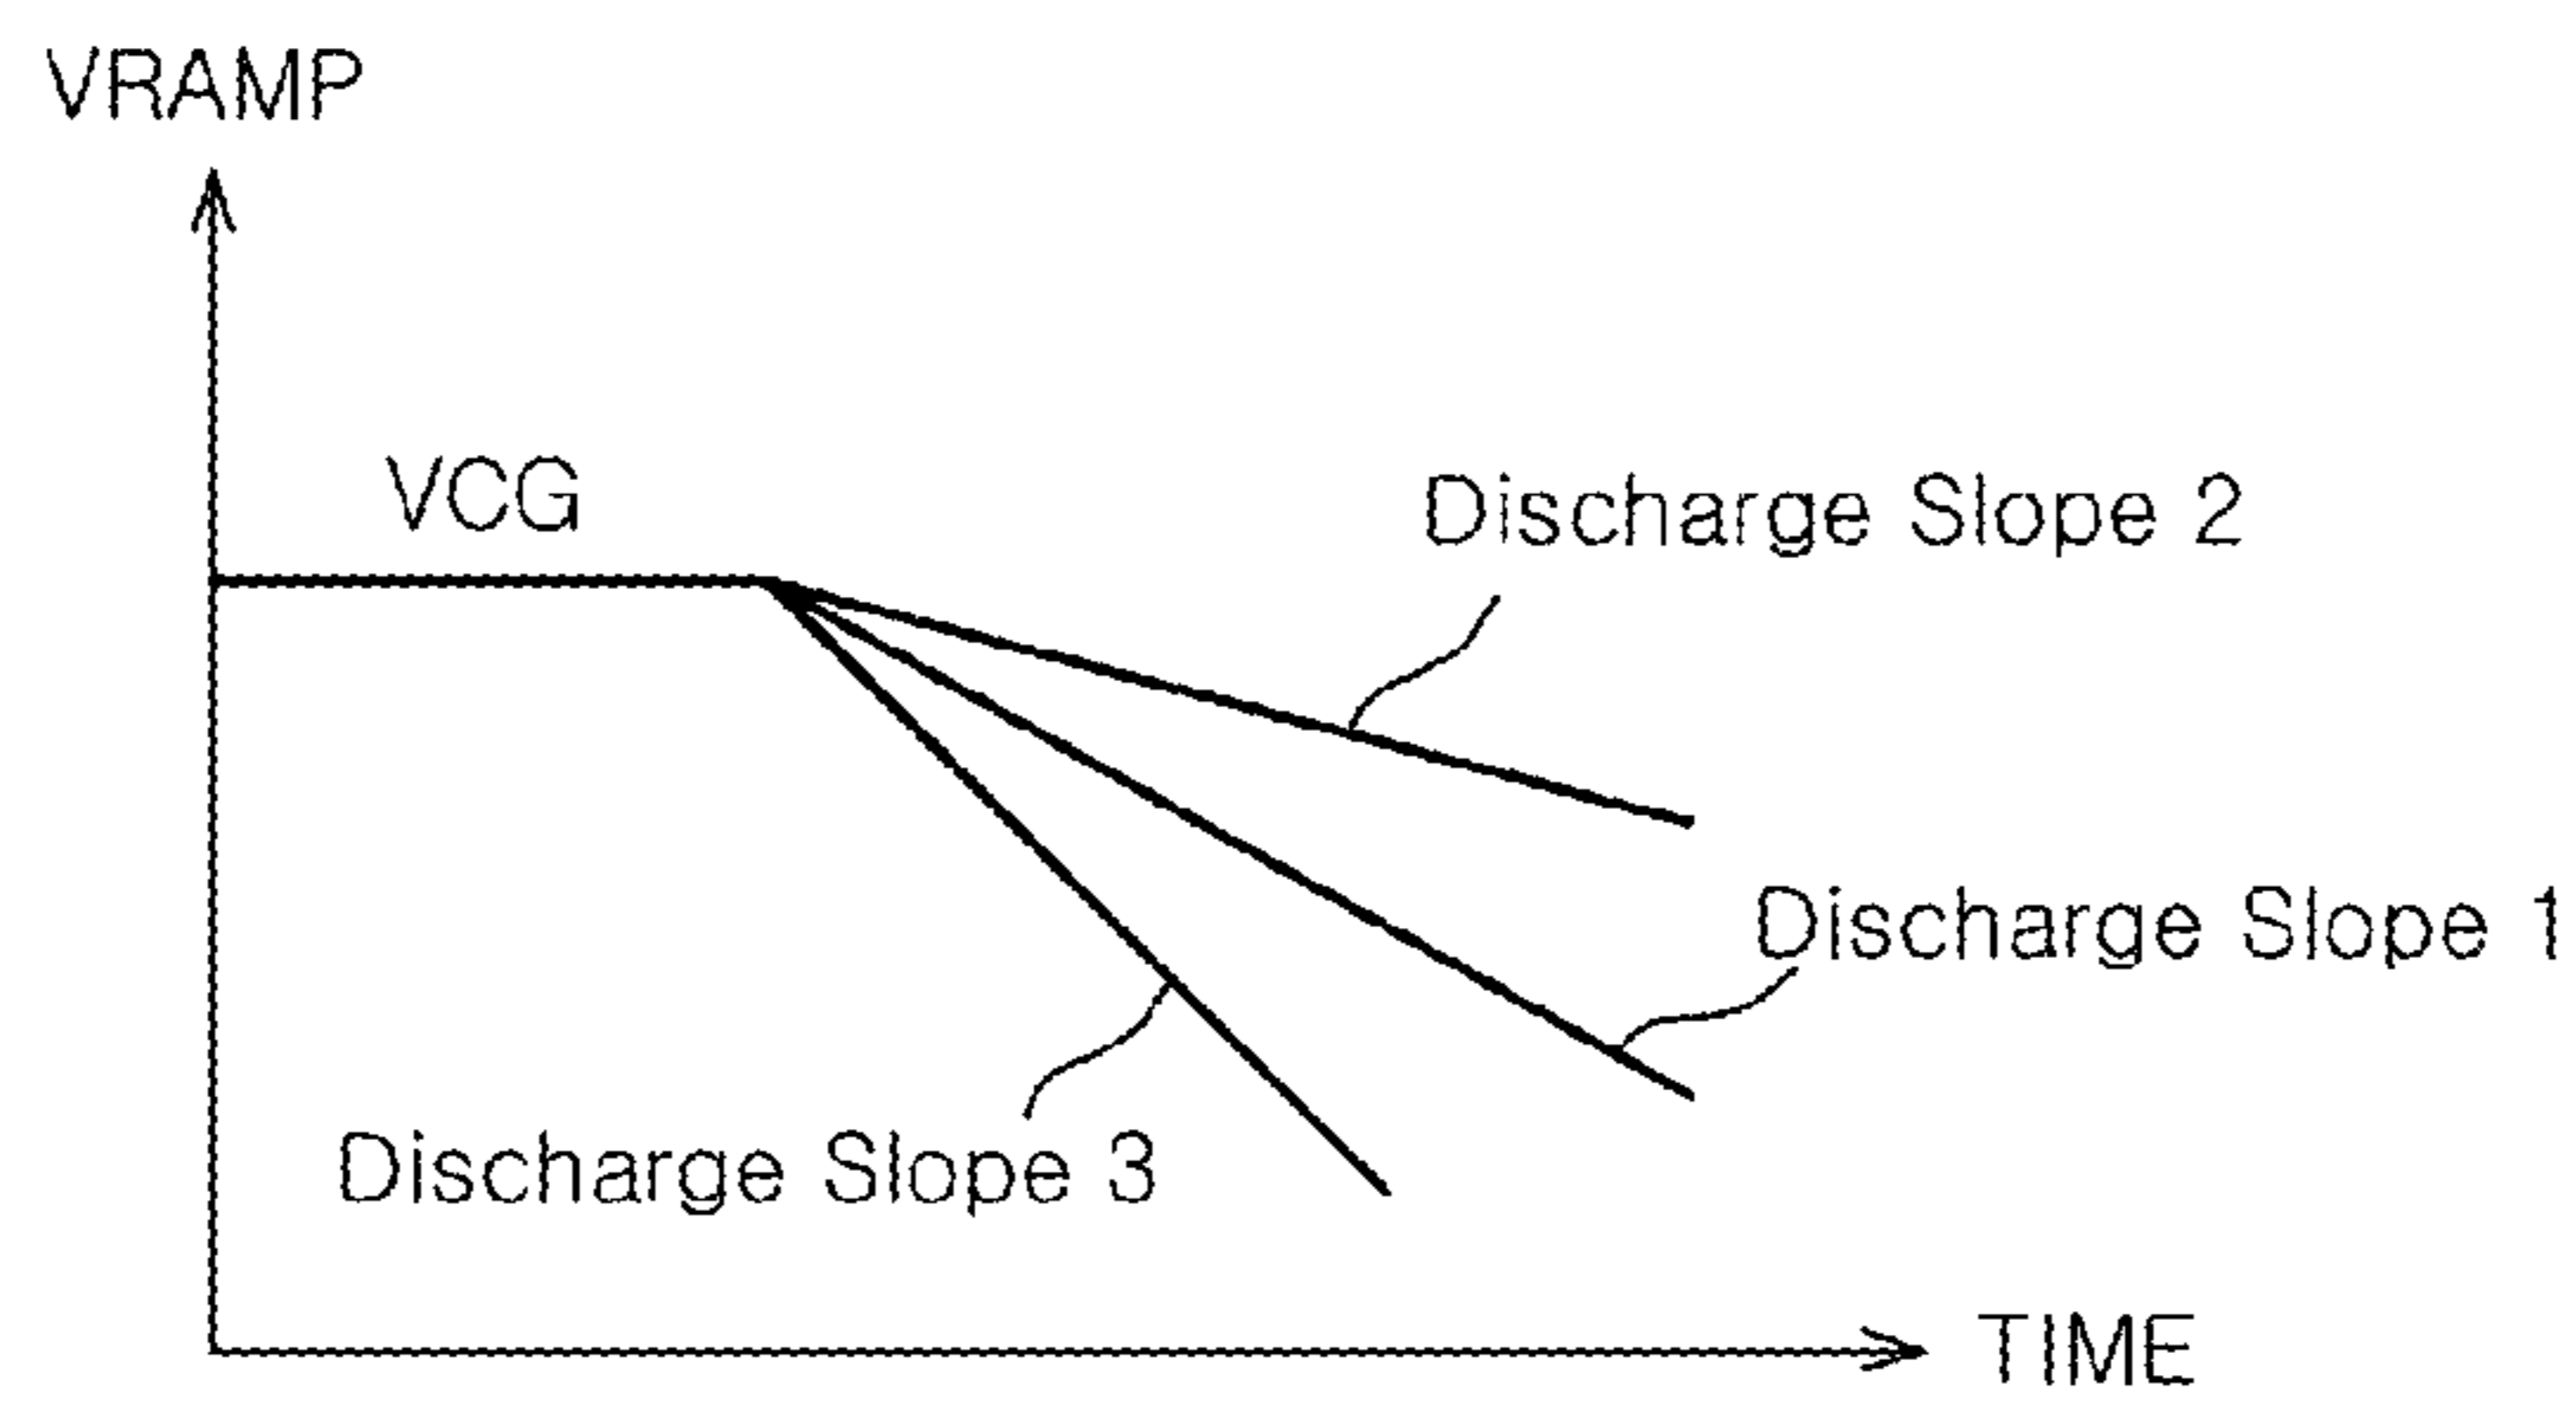 VRAMP
VCG
Discharge Slope 2
Discharge Slope 1
Discharge Slope 3
TIME